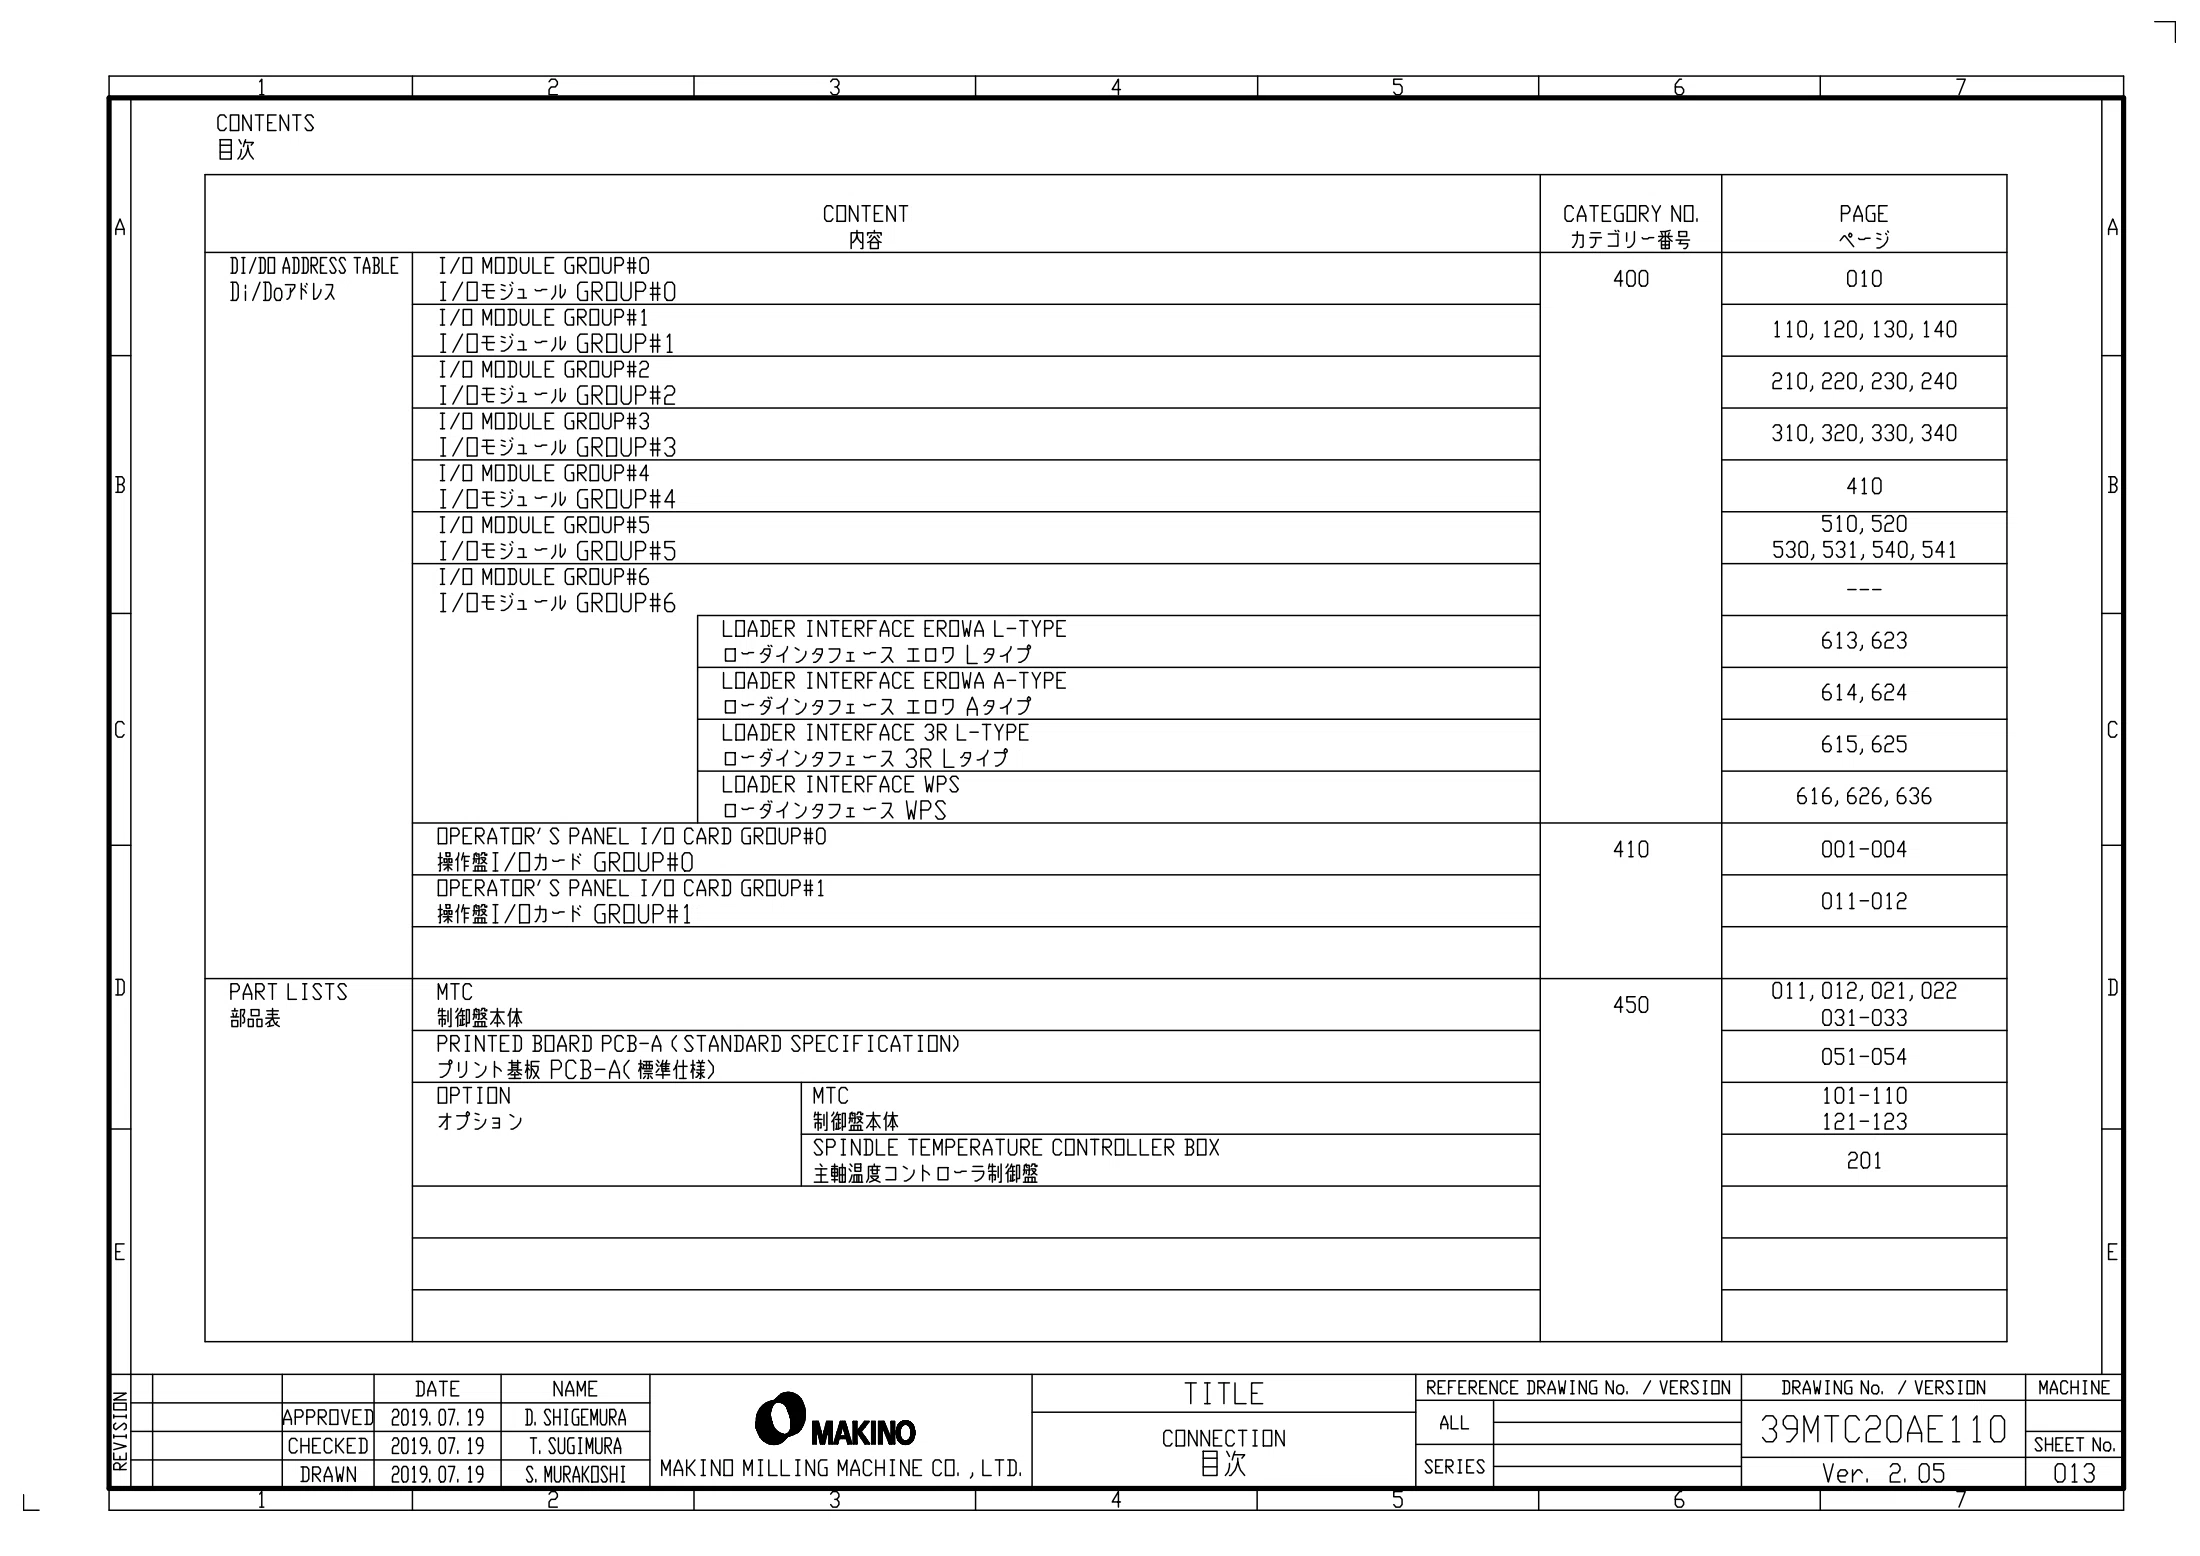 1 2 3 4 5 6 7
CONTENTS
目次
CONTENT CATEGORY NO. PAGE
内容 カテゴリー番号 ページ
A A
DI/DO ADDRESS TABLE
Di/Doアドレス
I/O MODULE GROUP#0
I/Oモジュール GROUP#0
400 010
I/O MODULE GROUP#1
I/Oモジュール GROUP#1
110, 120, 130, 140
I/O MODULE GROUP#2
I/Oモジュール GROUP#2
210, 220, 230, 240
I/O MODULE GROUP#3
I/Oモジュール GROUP#3
310, 320, 330, 340
B B
I/O MODULE GROUP#4
I/Oモジュール GROUP#4
410
I/O MODULE GROUP#5
I/Oモジュール GROUP#5
510, 520
530, 531, 540, 541
I/O MODULE GROUP#6
I/Oモジュール GROUP#6
---
LOADER INTERFACE EROWA L-TYPE
ローダインタフェース エロワ Lタイプ
613, 623
LOADER INTERFACE EROWA A-TYPE
ローダインタフェース エロワ Aタイプ
614, 624
C C
LOADER INTERFACE 3R L-TYPE
ローダインタフェース 3R Lタイプ
615, 625
LOADER INTERFACE WPS
ローダインタフェース WPS
616, 626, 636
OPERATOR'S PANEL I/O CARD GROUP#0
操作盤I/Oカード GROUP#0
410 001-004
OPERATOR'S PANEL I/O CARD GROUP#1
操作盤I/Oカード GROUP#1
011-012
D D
PART LISTS
部品表
MTC
制御盤本体
450
011, 012, 021, 022
031-033
PRINTED BOARD PCB-A (STANDARD SPECIFICATION)
プリント基板 PCB-A(標準仕様)
051-054
OPTION
オプション
MTC
制御盤本体
101-110
121-123
SPINDLE TEMPERATURE CONTROLLER BOX
主軸温度コントローラ制御盤
201
E E
REVISION
DATE NAME
APPROVED 2019.07.19 D. SHIGEMURA
CHECKED 2019.07.19 T. SUGIMURA
DRAWN 2019.07.19 S. MURAKOSHI
MAKINO
MAKINO MILLING MACHINE CO., LTD.
TITLE
CONNECTION
目次
REFERENCE DRAWING No. / VERSION
ALL
SERIES
DRAWING No. / VERSION
39MTC20AE110
Ver. 2.05
MACHINE
SHEET No.
013
1 2 3 4 5 6 7